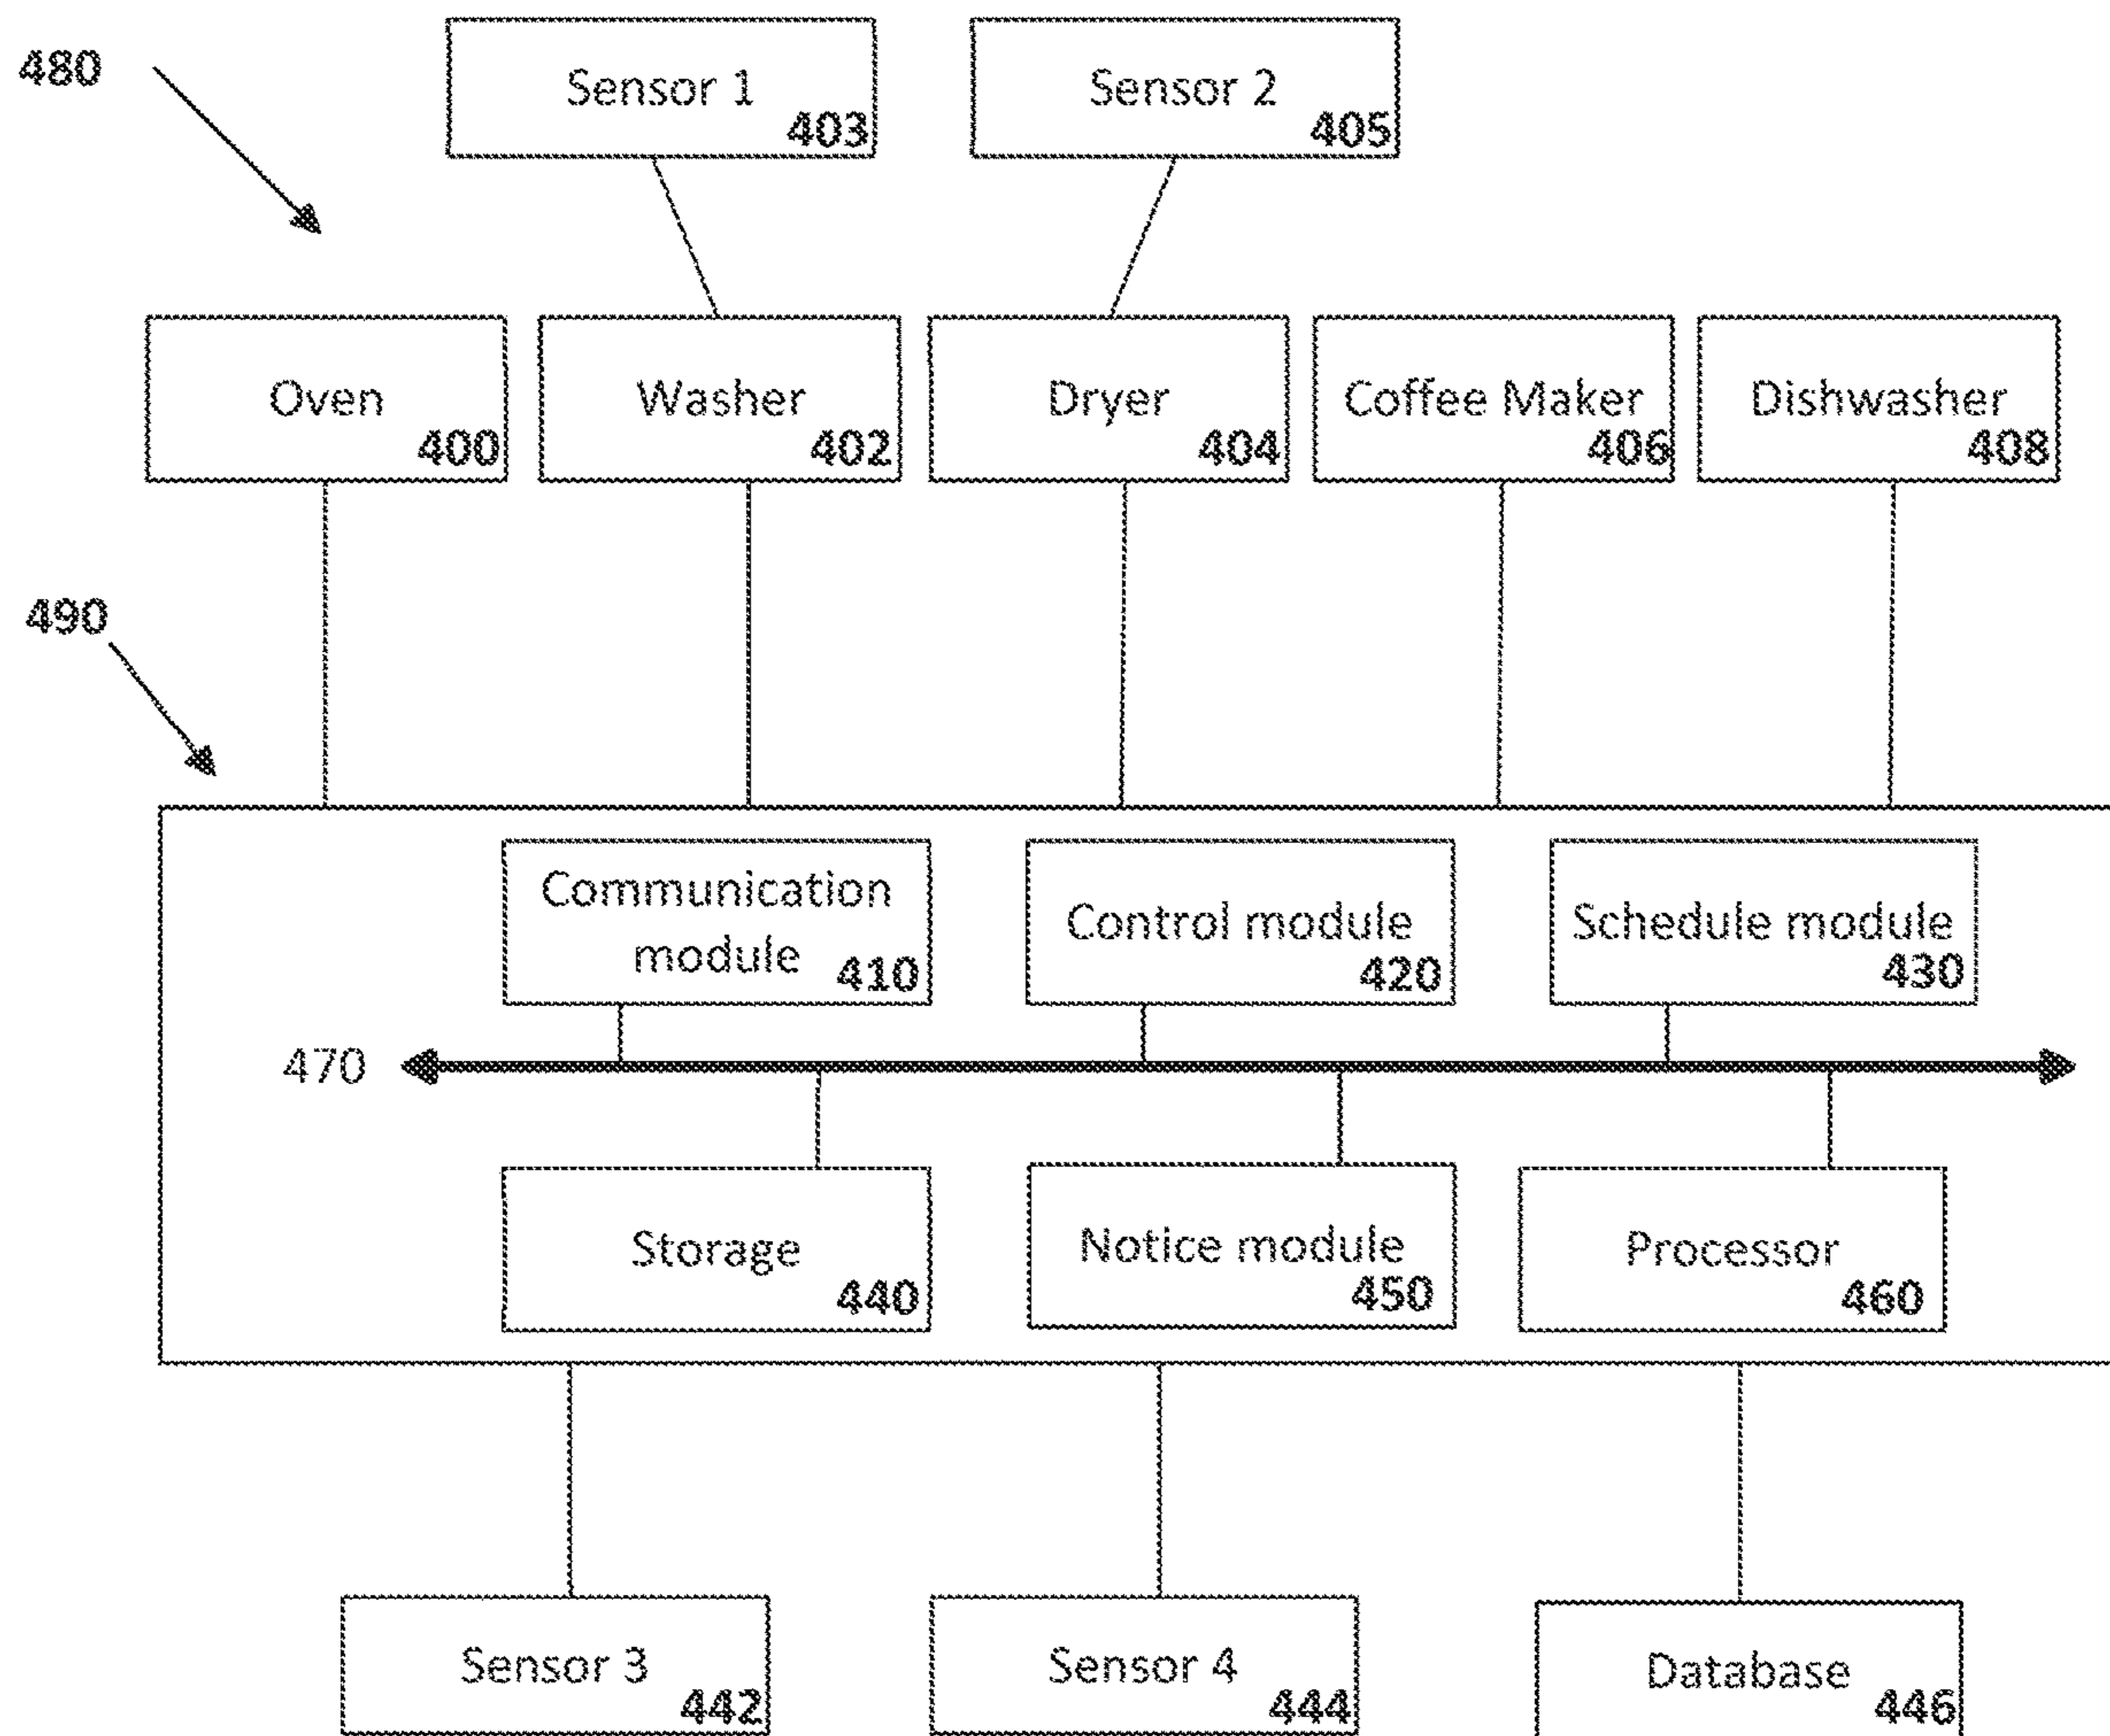 480
Sensor 1
403
Sensor 2
405
Oven
400
Washer
402
Dryer
404
Coffee Maker
406
Dishwasher
408
490
Communication
module
410
Control module
420
Schedule module
430
470
Storage
440
Notice module
450
Processor
460
Sensor 3
442
Sensor 4
444
Database
446